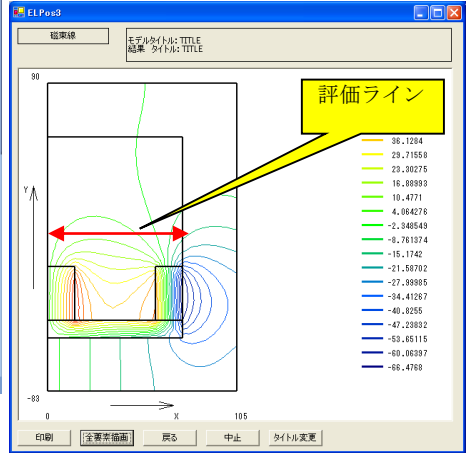 ELPos3
磁束線
モデルタイトル: TITLE
結果 タイトル: TITLE
評価ライン
90
Y
-83
0
X
105
36.1284
29.71558
23.30275
16.88993
10.4771
4.064276
-2.348549
-8.761374
-15.1742
-21.58702
-27.99985
-34.41267
-40.8255
-47.23832
-53.65115
-60.06397
-66.4768
印刷
全要素描画
戻る
中止
タイトル変更